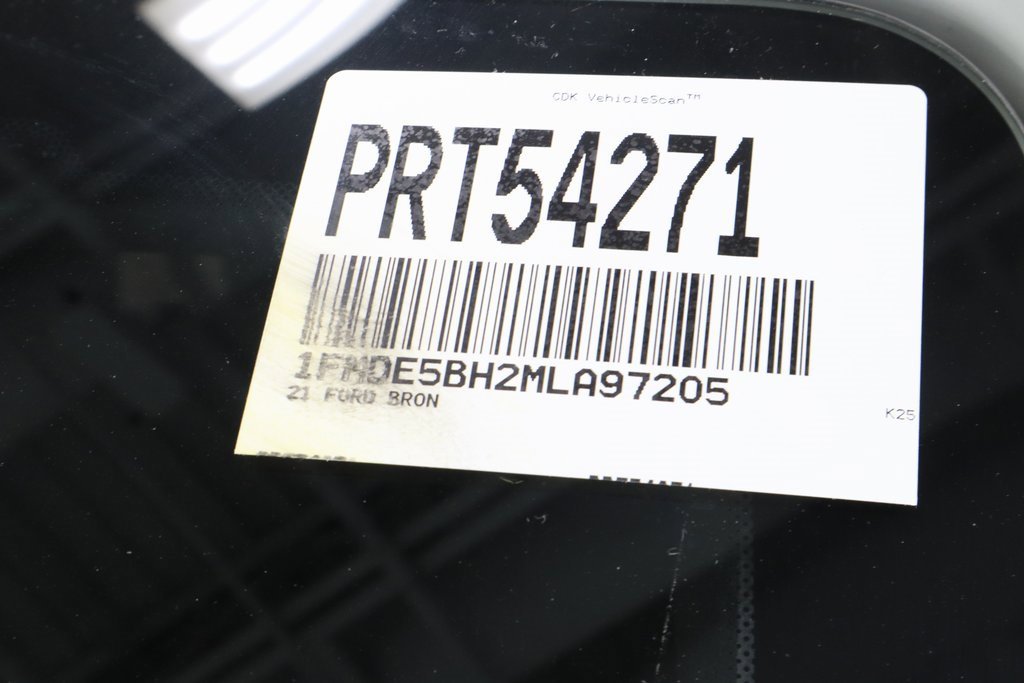 CDK VehicleScan™
PRT54271
1FMDE5BH2MLA97205
21 FORD BRON
K25